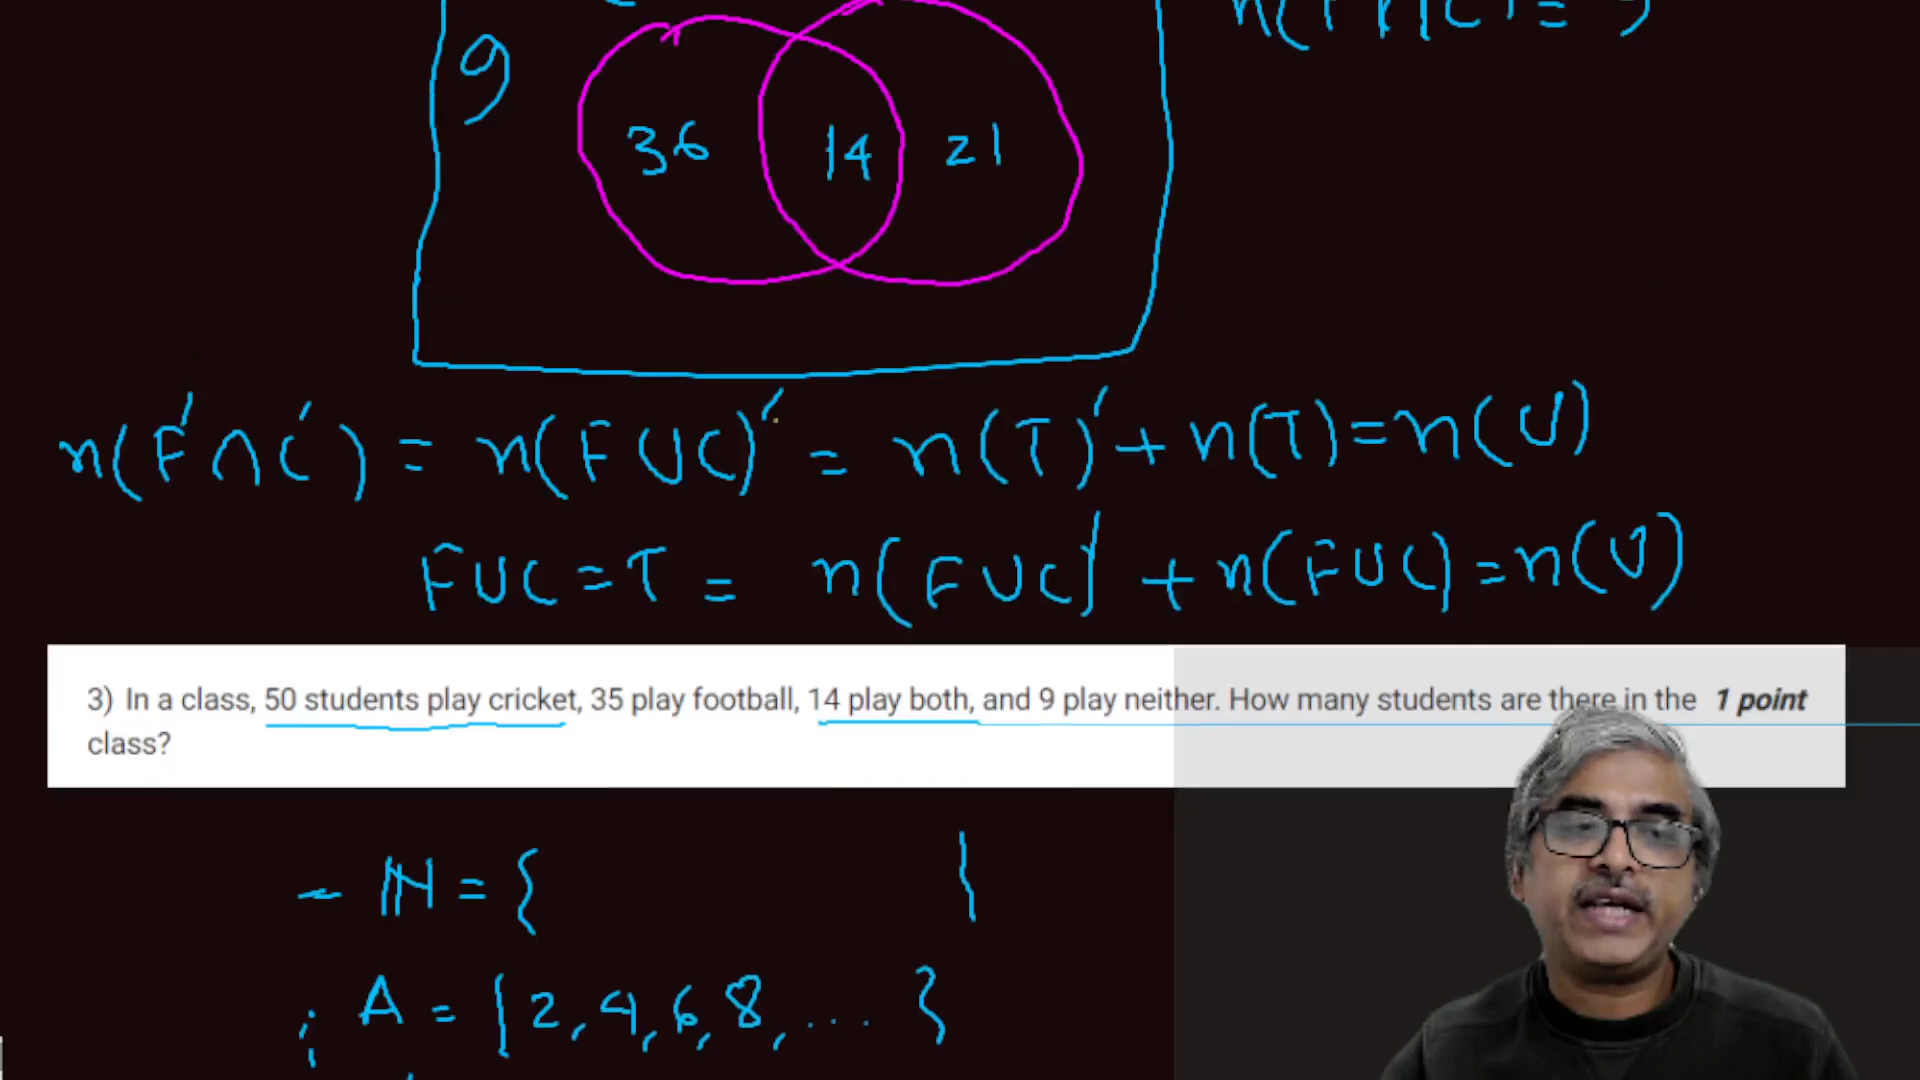 9
36 14 21
n(F'∩C') = n(F∪C)' = n(T)' + n(T) = n(U)
F∪C = T = n(F∪C)' + n(F∪C) = n(U)
3) In a class, 50 students play cricket, 35 play football, 14 play both, and 9 play neither. How many students are there in the 1 point
class?
- ℕ = { }
A = {2, 4, 6, 8, .... }